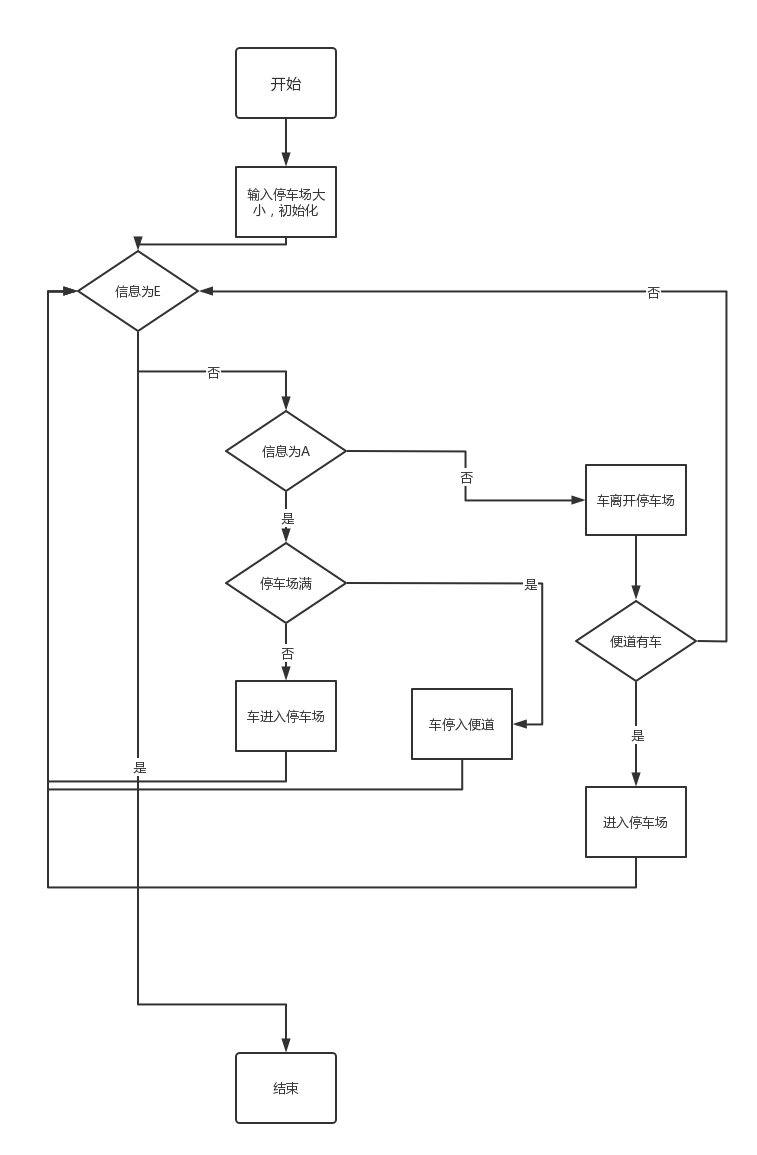 开始
输入停车场大
小，初始化
信息为E
否
否
信息为A
否
车离开停车场
是
停车场满
是
便道有车
否
车进入停车场
车停入便道
是
是
进入停车场
结束